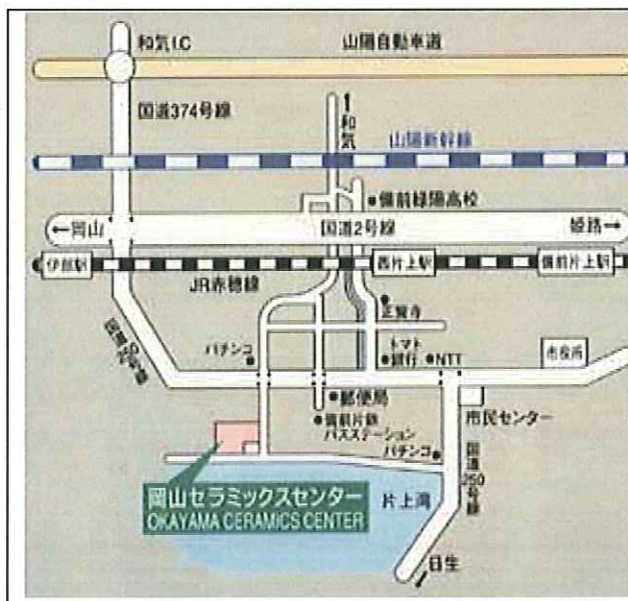 和気I.C
山陽自動車道
国道374号線
↑和気
山陽新幹線
備前緑陽高校
←岡山
国道2号線
姫路→
伊部駅
西片上駅
備前片上駅
JR赤穂線
正覚寺
国道250号線
パチンコ
トマト
銀行
NTT
市役所
郵便局
市民センター
備前片鉄
バスステーション
パチンコ
国道250号線
岡山セラミックスセンター
OKAYAMA CERAMICS CENTER
片上湾
日生